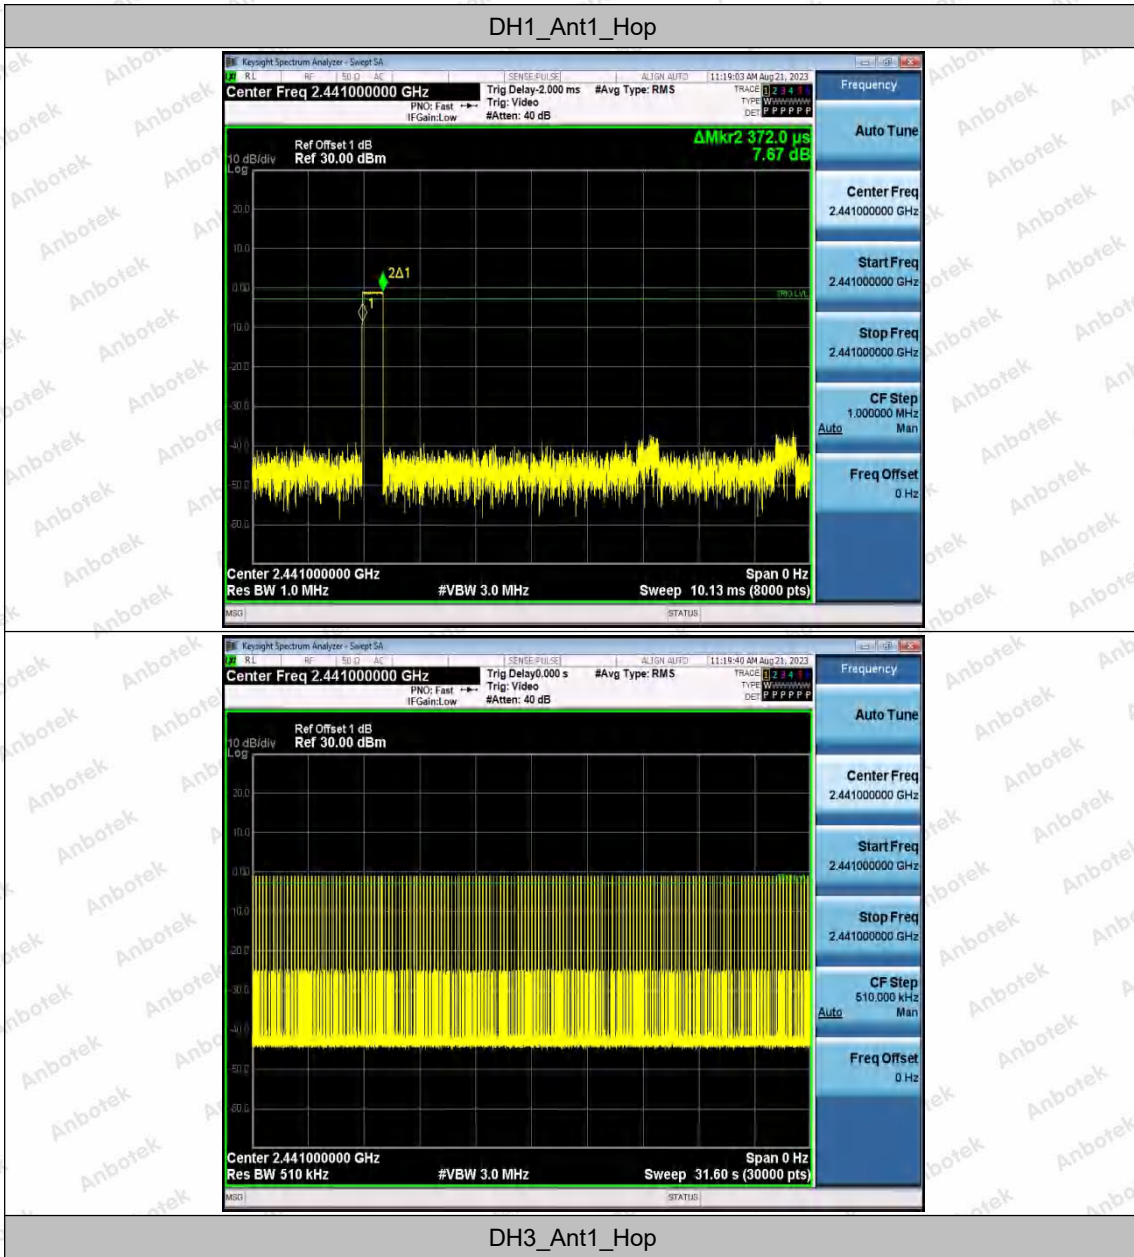 DH1_Ant1_Hop
Keysight Spectrum Analyzer - Swept SA
RL RF 50 Ω AC SENSE:PULSE ALIGN AUTO 11:19:03 AM Aug 21, 2023
Center Freq 2.441000000 GHz
PNO: Fast
IFGain:Low
Trig Delay-2.000 ms
Trig: Video
#Atten: 40 dB
#Avg Type: RMS
TRACE 1 2 3 4 5 6
TYPE W
DET P P P P P P
Frequency
Auto Tune
Center Freq
2.441000000 GHz
Start Freq
2.441000000 GHz
Stop Freq
2.441000000 GHz
CF Step
1.000000 MHz
Auto Man
Freq Offset
0 Hz
ΔMkr2 372.0 µs
7.67 dB
Ref Offset 1 dB
10 dB/div Ref 30.00 dBm
Log
20.0
10.0
0.00
2Δ1
TRIG LVL
1
-10.0
-20.0
-30.0
-40.0
-50.0
-60.0
Center 2.441000000 GHz Span 0 Hz
Res BW 1.0 MHz #VBW 3.0 MHz Sweep 10.13 ms (8000 pts)
MSG STATUS
Keysight Spectrum Analyzer - Swept SA
RL RF 50 Ω AC SENSE:PULSE ALIGN AUTO 11:19:40 AM Aug 21, 2023
Center Freq 2.441000000 GHz
PNO: Fast
IFGain:Low
Trig Delay0.000 s
Trig: Video
#Atten: 40 dB
#Avg Type: RMS
TRACE 1 2 3 4 5 6
TYPE W
DET P P P P P P
Frequency
Auto Tune
Center Freq
2.441000000 GHz
Start Freq
2.441000000 GHz
Stop Freq
2.441000000 GHz
CF Step
510.000 kHz
Auto Man
Freq Offset
0 Hz
Ref Offset 1 dB
10 dB/div Ref 30.00 dBm
Log
20.0
10.0
0.00
-10.0
-20.0
-30.0
-40.0
-50.0
-60.0
Center 2.441000000 GHz Span 0 Hz
Res BW 510 kHz #VBW 3.0 MHz Sweep 31.60 s (30000 pts)
MSG STATUS
DH3_Ant1_Hop
Anbotek